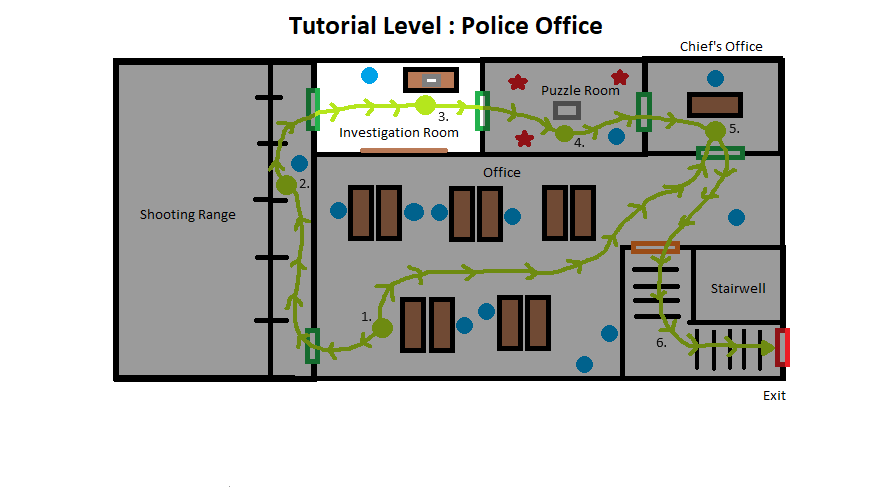 Tutorial Level : Police Office
Chief's Office
Puzzle Room
3.
5.
Investigation Room
4.
Office
2.
Shooting Range
Stairwell
1.
6.
Exit